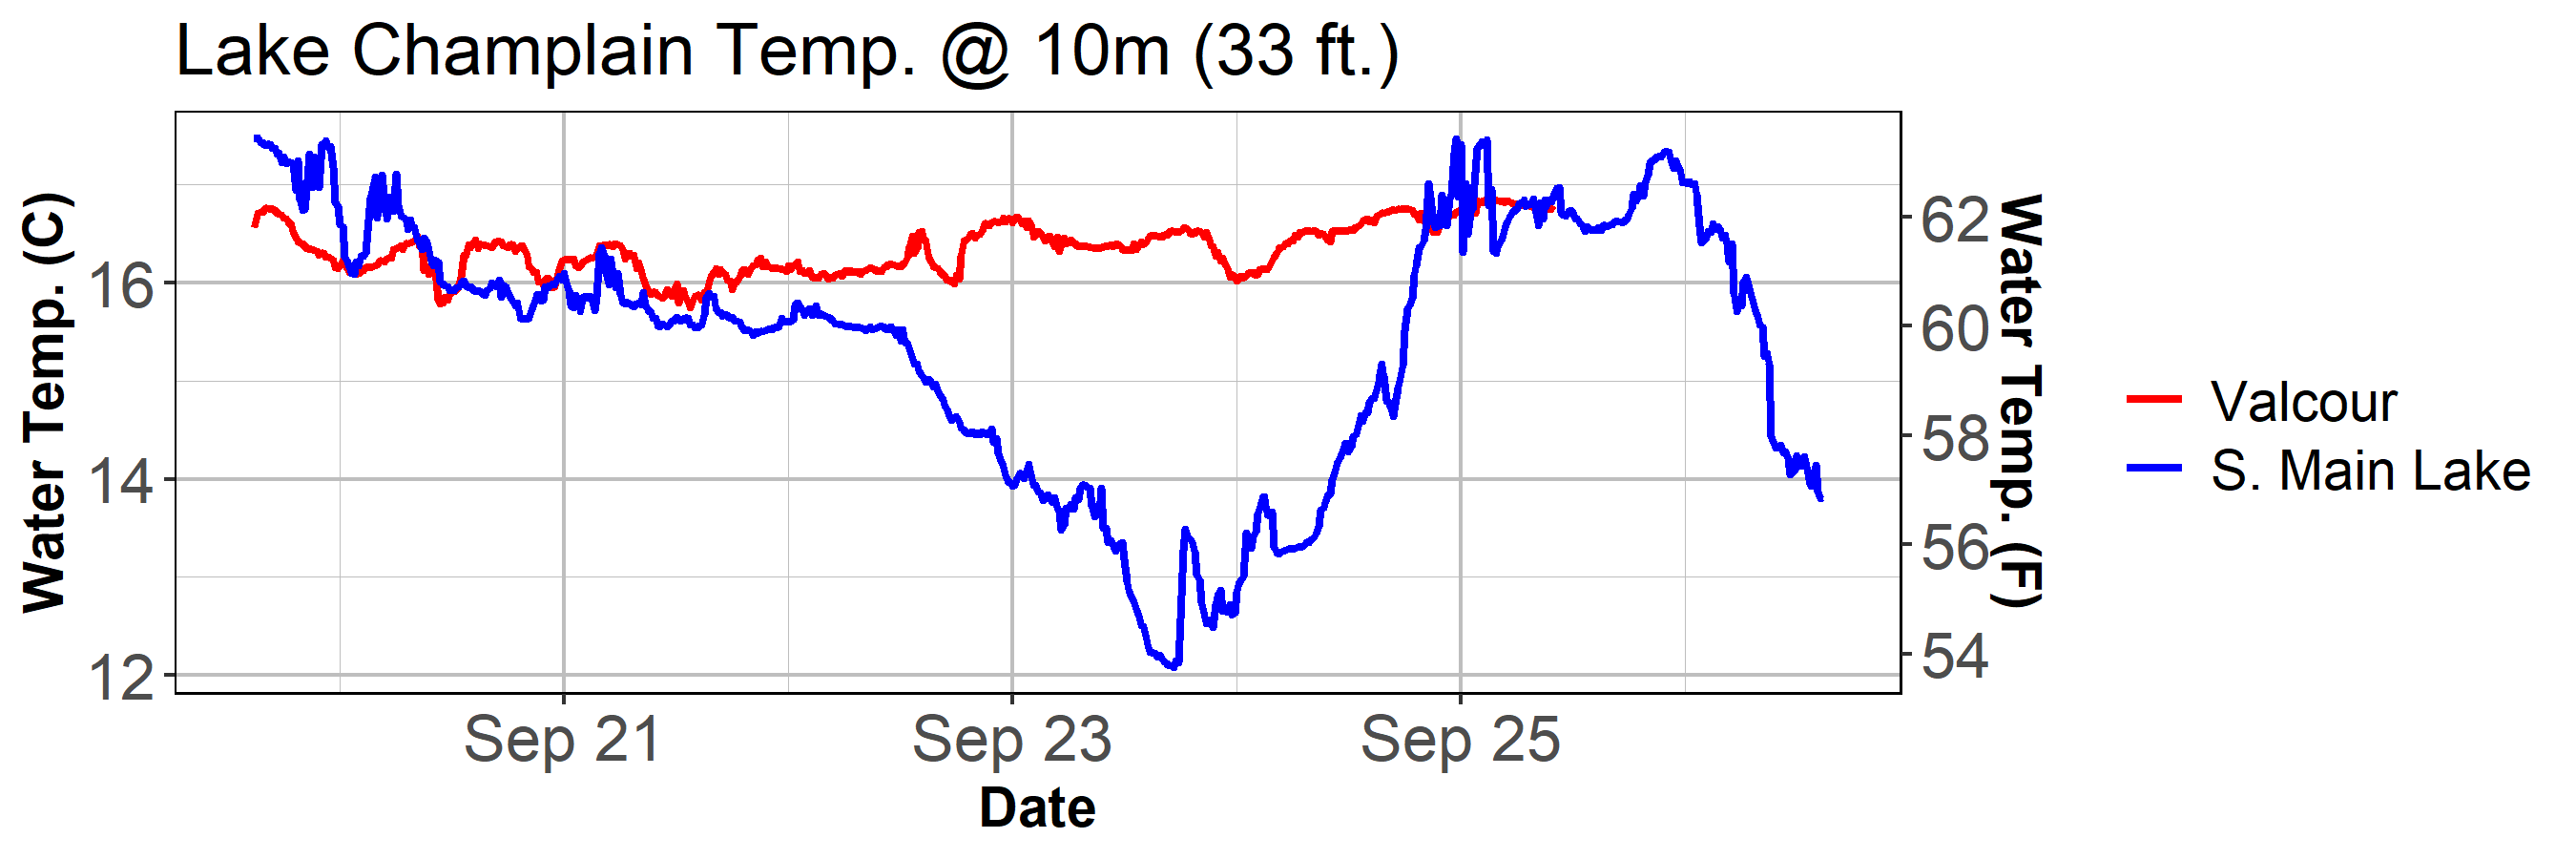 Lake Champlain Temp. @ 10m (33 ft.)
Water Temp. (C)
16
14
12
62
60
58
56
54
Water Temp. (F)
Sep 21
Sep 23
Sep 25
Date
Valcour
S. Main Lake